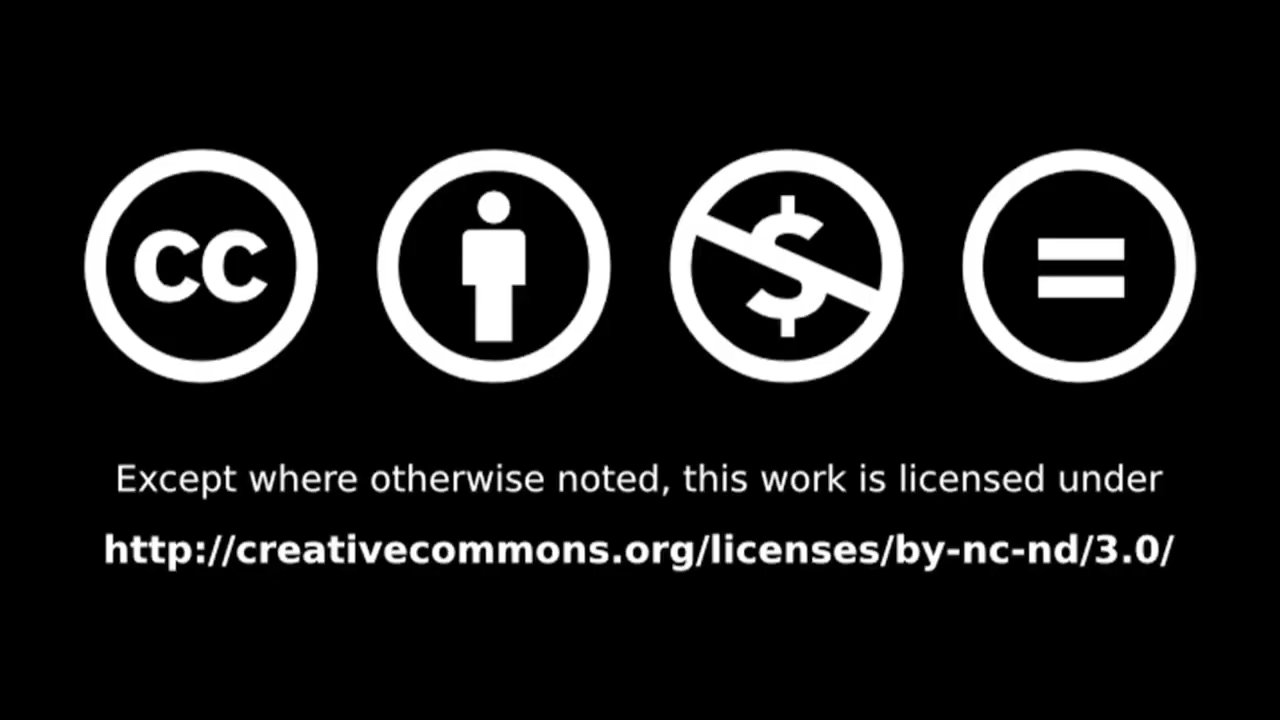 cc
$
=
Except where otherwise noted, this work is licensed under
http://creativecommons.org/licenses/by-nc-nd/3.0/